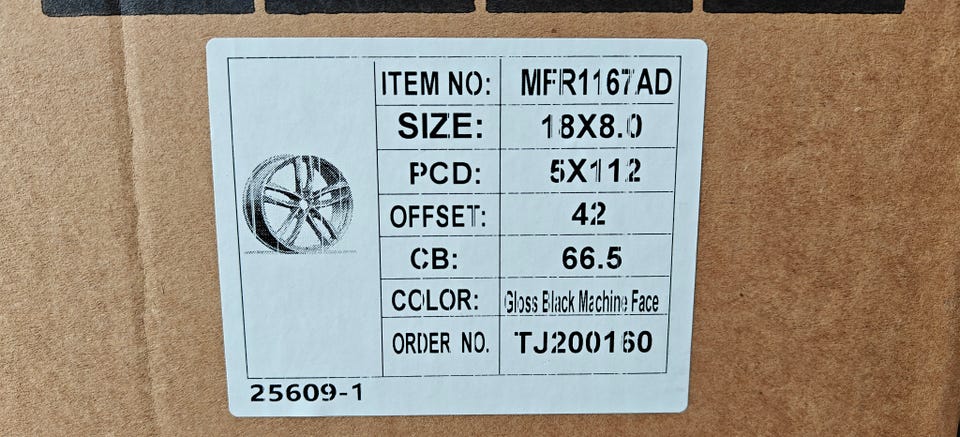 ITEM NO: MFR1167AD
SIZE: 18X8.0
PCD: 5X112
OFFSET: 42
CB: 66.5
COLOR: Gloss Black Machine Face
ORDER NO. TJ200160
25609-1